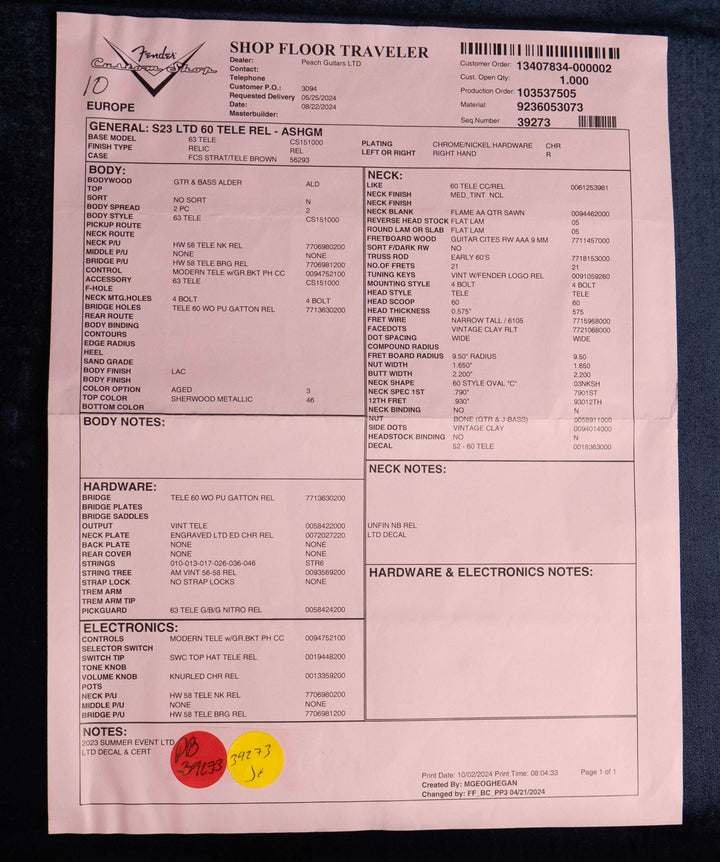 Fender
Custom Shop
10
EUROPE
SHOP FLOOR TRAVELER
Dealer: Peach Guitars LTD
Contact:
Telephone
Customer P.O.: 3094
Requested Delivery 05/25/2024
Date: 08/22/2024
Masterbuilder:
Customer Order: 13407834-000002
Cust. Open Qty: 1.000
Production Order: 103537505
Material: 9236053073
Seq.Number 39273
GENERAL: S23 LTD 60 TELE REL - ASHGM
BASE MODEL 63 TELE CS151000
FINISH TYPE RELIC REL
CASE FCS STRAT/TELE BROWN 56293
PLATING CHROME/NICKEL HARDWARE CHR
LEFT OR RIGHT RIGHT HAND R
BODY:
BODYWOOD GTR & BASS ALDER ALD
TOP
SORT NO SORT N
BODY SPREAD 2 PC 2
BODY STYLE 63 TELE CS151000
PICKUP ROUTE
NECK ROUTE
NECK P/U HW 58 TELE NK REL 7706980200
MIDDLE P/U NONE NONE
BRIDGE P/U HW 58 TELE BRG REL 7706981200
CONTROL MODERN TELE w/GR.BKT PH CC 0094752100
ACCESSORY 63 TELE CS151000
F-HOLE
NECK MTG.HOLES 4 BOLT 4 BOLT
BRIDGE HOLES TELE 60 WO PU GATTON REL 7713630200
REAR ROUTE
BODY BINDING
CONTOURS
EDGE RADIUS
HEEL
SAND GRADE
BODY FINISH LAC
BODY FINISH
COLOR OPTION AGED 3
TOP COLOR SHERWOOD METALLIC 46
BOTTOM COLOR
BODY NOTES:
HARDWARE:
BRIDGE TELE 60 WO PU GATTON REL 7713630200
BRIDGE PLATES
BRIDGE SADDLES
OUTPUT VINT TELE 0058422000
NECK PLATE ENGRAVED LTD ED CHR REL 0072027220
BACK PLATE NONE NONE
REAR COVER NONE NONE
STRINGS 010-013-017-026-036-046 STR6
STRING TREE AM VINT 56-58 REL 0093569200
STRAP LOCK NO STRAP LOCKS NONE
TREM ARM
TREM ARM TIP
PICKGUARD 63 TELE G/B/G NITRO REL 0058424200
ELECTRONICS:
CONTROLS MODERN TELE w/GR.BKT PH CC 0094752100
SELECTOR SWITCH
SWITCH TIP SWC TOP HAT TELE REL 0019448200
TONE KNOB
VOLUME KNOB KNURLED CHR REL 0013359200
POTS
NECK P/U HW 58 TELE NK REL 7706980200
MIDDLE P/U NONE NONE
BRIDGE P/U HW 58 TELE BRG REL 7706981200
NECK:
LIKE 60 TELE CC/REL 0061253981
NECK FINISH MED_TINT NCL
NECK FINISH
NECK BLANK FLAME AA QTR SAWN 0094462000
REVERSE HEAD STOCK FLAT LAM 05
ROUND LAM OR SLAB FLAT LAM 05
FRETBOARD WOOD GUITAR CITES RW AAA 9 MM 7711457000
SORT F/DARK RW NO
TRUSS ROD EARLY 60'S 7718153000
NO.OF FRETS 21 21
TUNING KEYS VINT W/FENDER LOGO REL 0091059260
MOUNTING STYLE 4 BOLT 4 BOLT
HEAD STYLE TELE TELE
HEAD SCOOP 60 60
HEAD THICKNESS 0.575" 575
FRET WIRE NARROW TALL / 6105 7715958000
FACEDOTS VINTAGE CLAY RLT 7721068000
DOT SPACING WIDE WIDE
COMPOUND RADIUS
FRET BOARD RADIUS 9.50" RADIUS 9.50
NUT WIDTH 1.650" 1.650
BUTT WIDTH 2.200" 2.200
NECK SHAPE 60 STYLE OVAL "C" 03NKSH
NECK SPEC 1ST .790" 7901ST
12TH FRET .930" 93012TH
NECK BINDING NO N
NUT BONE (GTR & J-BASS) 0058911000
SIDE DOTS VINTAGE CLAY 0094014000
HEADSTOCK BINDING NO N
DECAL 52 - 60 TELE 0018363000
NECK NOTES:
UNFIN NB REL
LTD DECAL
HARDWARE & ELECTRONICS NOTES:
NOTES:
2023 SUMMER EVENT LTD
LTD DECAL & CERT
39273
39273
Print Date: 10/02/2024 Print Time: 08:04:33 Page 1 of 1
Created By: MGEOGHEGAN
Changed by: FF_BC_PP3 04/21/2024